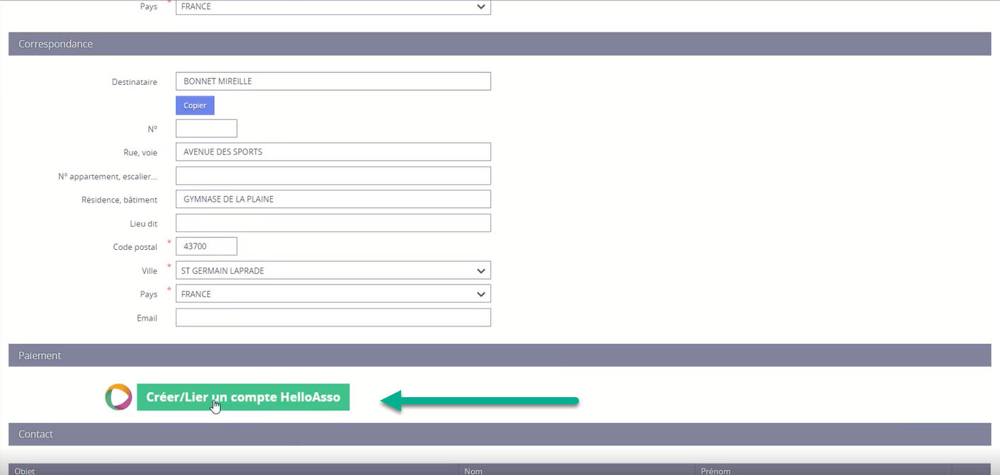 Pays * FRANCE
Correspondance
Destinataire BONNET MIREILLE
Copier
N°
Rue, voie AVENUE DES SPORTS
N° appartement, escalier...
Résidence, bâtiment GYMNASE DE LA PLAINE
Lieu dit
Code postal * 43700
Ville * ST GERMAIN LAPRADE
Pays * FRANCE
Email
Paiement
Créer/Lier un compte HelloAsso
Contact
Objet Nom Prénom